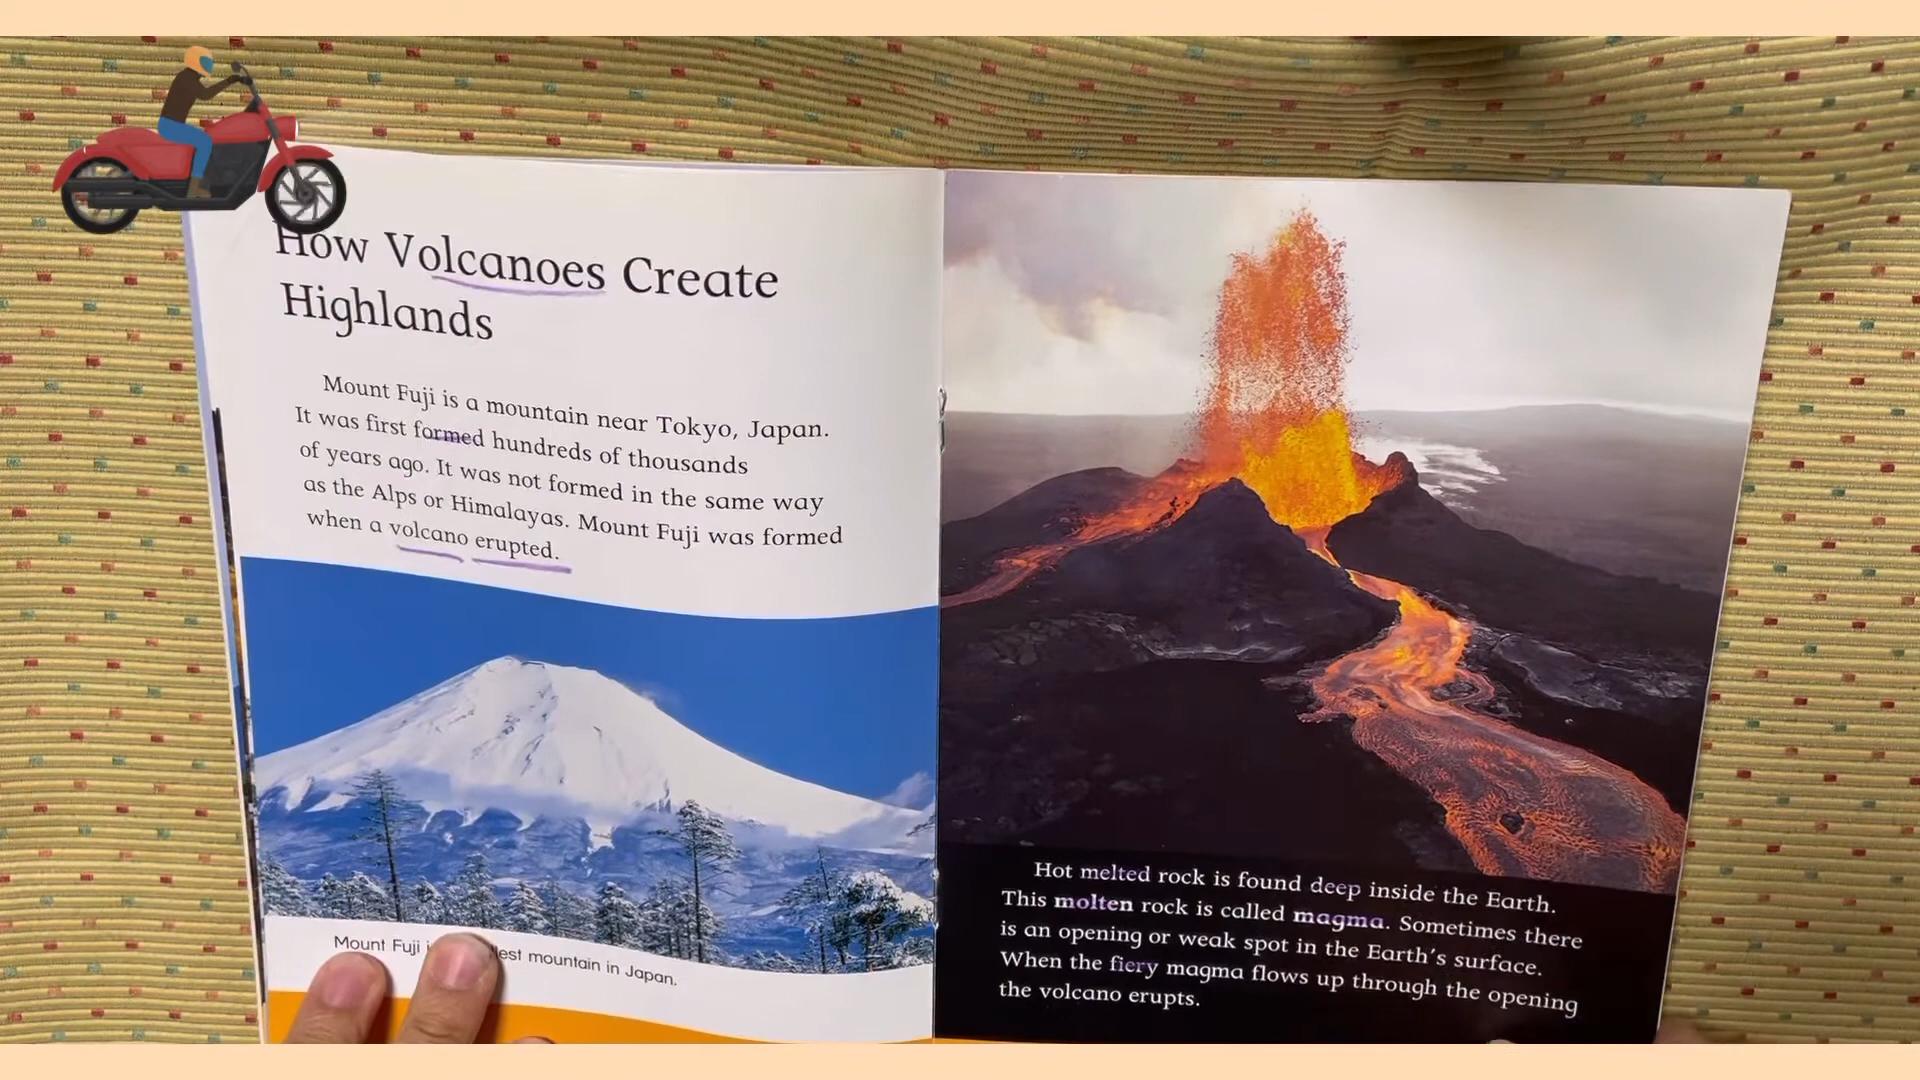 How Volcanoes Create
Highlands
Mount Fuji is a mountain near Tokyo, Japan.
It was first formed hundreds of thousands
of years ago. It was not formed in the same way
as the Alps or Himalayas. Mount Fuji was formed
when a volcano erupted.
Mount Fuji mountain in Japan.
Hot melted rock is found deep inside the Earth.
This molten rock is called magma. Sometimes there
is an opening or weak spot in the Earth's surface.
When the fiery magma flows up through the opening
the volcano erupts.